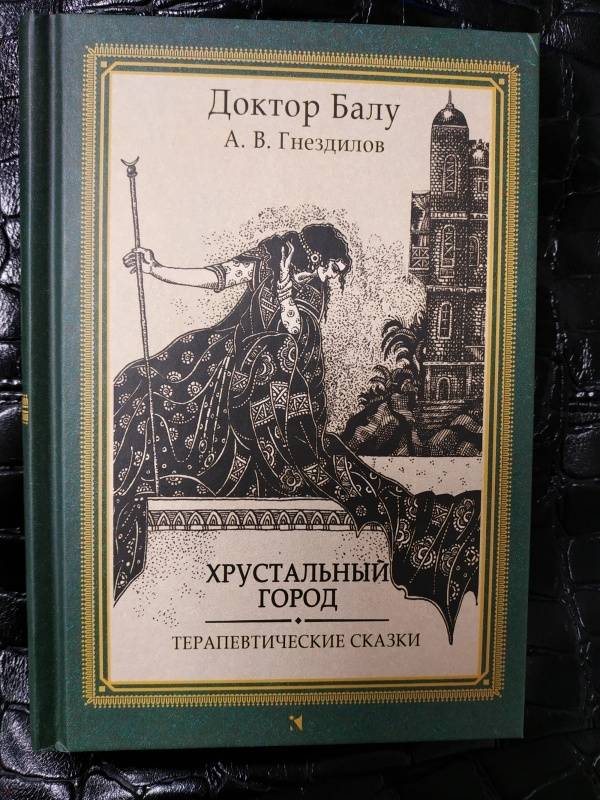 Доктор Балу
А. В. Гнездилов
ХРУСТАЛЬНЫЙ
ГОРОД
ТЕРАПЕВТИЧЕСКИЕ СКАЗКИ